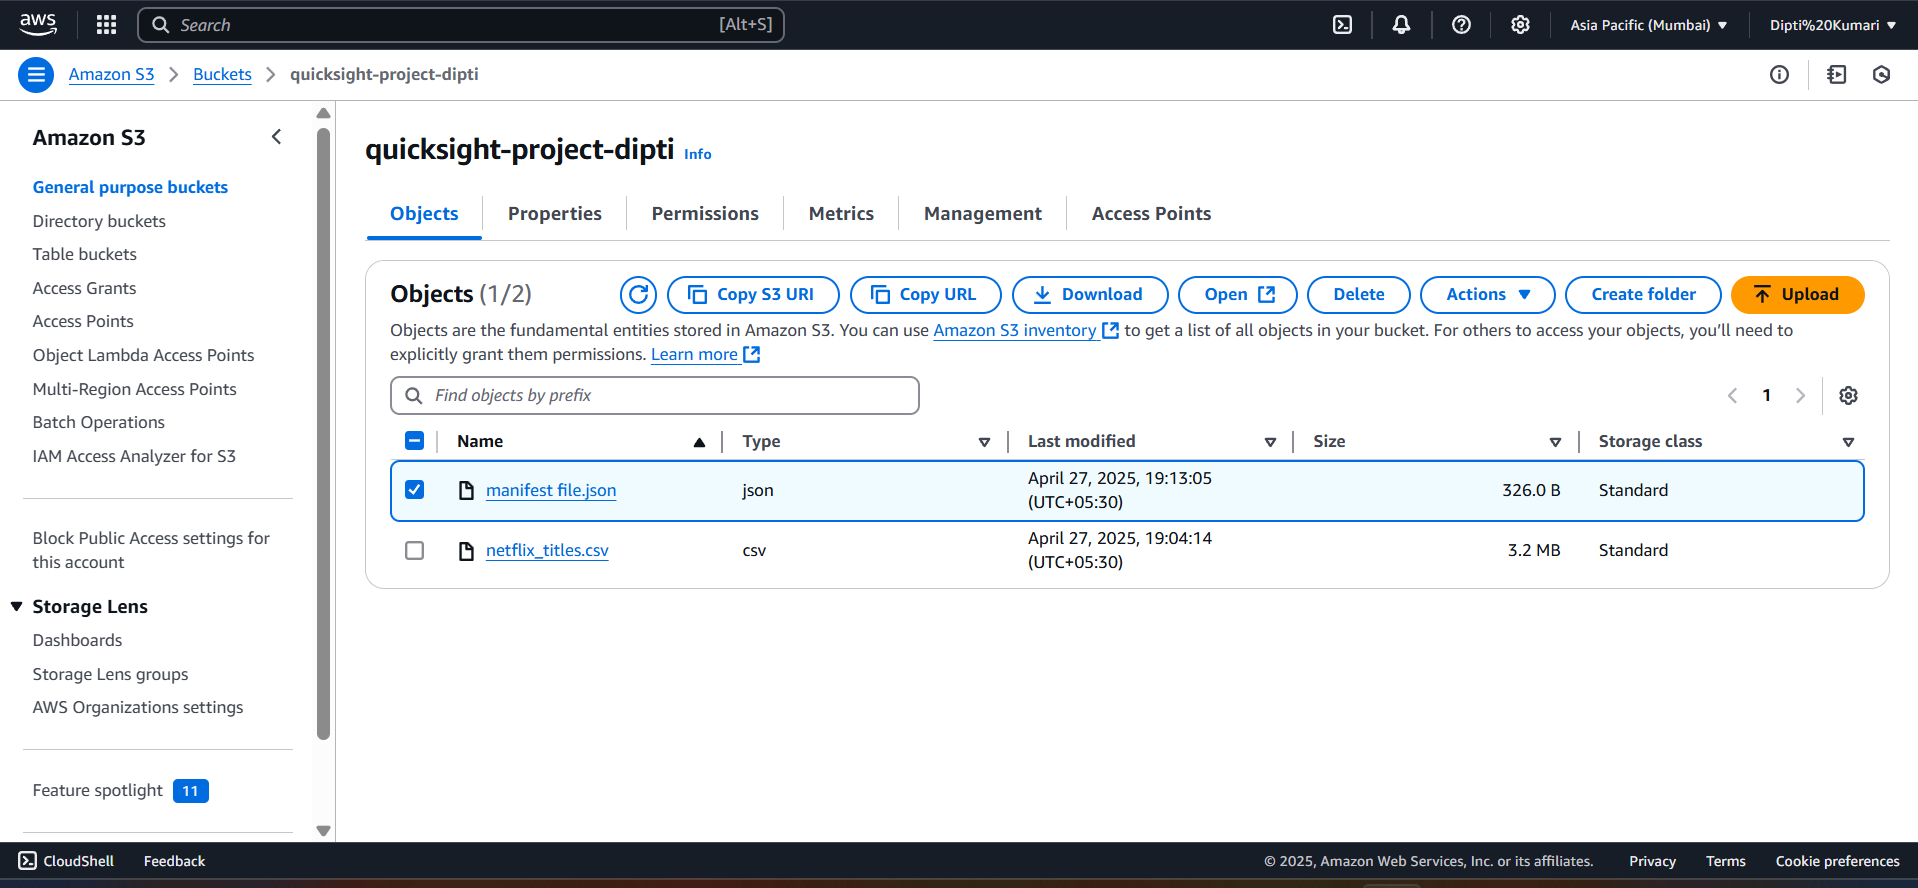 aws
Search [Alt+S]
Asia Pacific (Mumbai)
Dipti%20Kumari
Amazon S3 > Buckets > quicksight-project-dipti
Amazon S3
General purpose buckets
Directory buckets
Table buckets
Access Grants
Access Points
Object Lambda Access Points
Multi-Region Access Points
Batch Operations
IAM Access Analyzer for S3
Block Public Access settings for
this account
Storage Lens
Dashboards
Storage Lens groups
AWS Organizations settings
Feature spotlight 11
quicksight-project-dipti Info
Objects Properties Permissions Metrics Management Access Points
Objects (1/2)
Copy S3 URI Copy URL Download Open Delete Actions Create folder Upload
Objects are the fundamental entities stored in Amazon S3. You can use Amazon S3 inventory to get a list of all objects in your bucket. For others to access your objects, you'll need to
explicitly grant them permissions. Learn more
Find objects by prefix
1
Name Type Last modified Size Storage class
manifest file.json json April 27, 2025, 19:13:05 (UTC+05:30) 326.0 B Standard
netflix_titles.csv csv April 27, 2025, 19:04:14 (UTC+05:30) 3.2 MB Standard
CloudShell Feedback
© 2025, Amazon Web Services, Inc. or its affiliates. Privacy Terms Cookie preferences